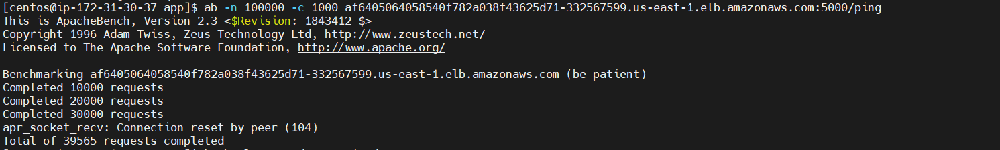 [centos@ip-172-31-30-37 app]$ ab -n 100000 -c 1000 af6405064058540f782a038f43625d71-332567599.us-east-1.elb.amazonaws.com:5000/ping
This is ApacheBench, Version 2.3 <$Revision: 1843412 $>
Copyright 1996 Adam Twiss, Zeus Technology Ltd, http://www.zeustech.net/
Licensed to The Apache Software Foundation, http://www.apache.org/

Benchmarking af6405064058540f782a038f43625d71-332567599.us-east-1.elb.amazonaws.com (be patient)
Completed 10000 requests
Completed 20000 requests
Completed 30000 requests
apr_socket_recv: Connection reset by peer (104)
Total of 39565 requests completed